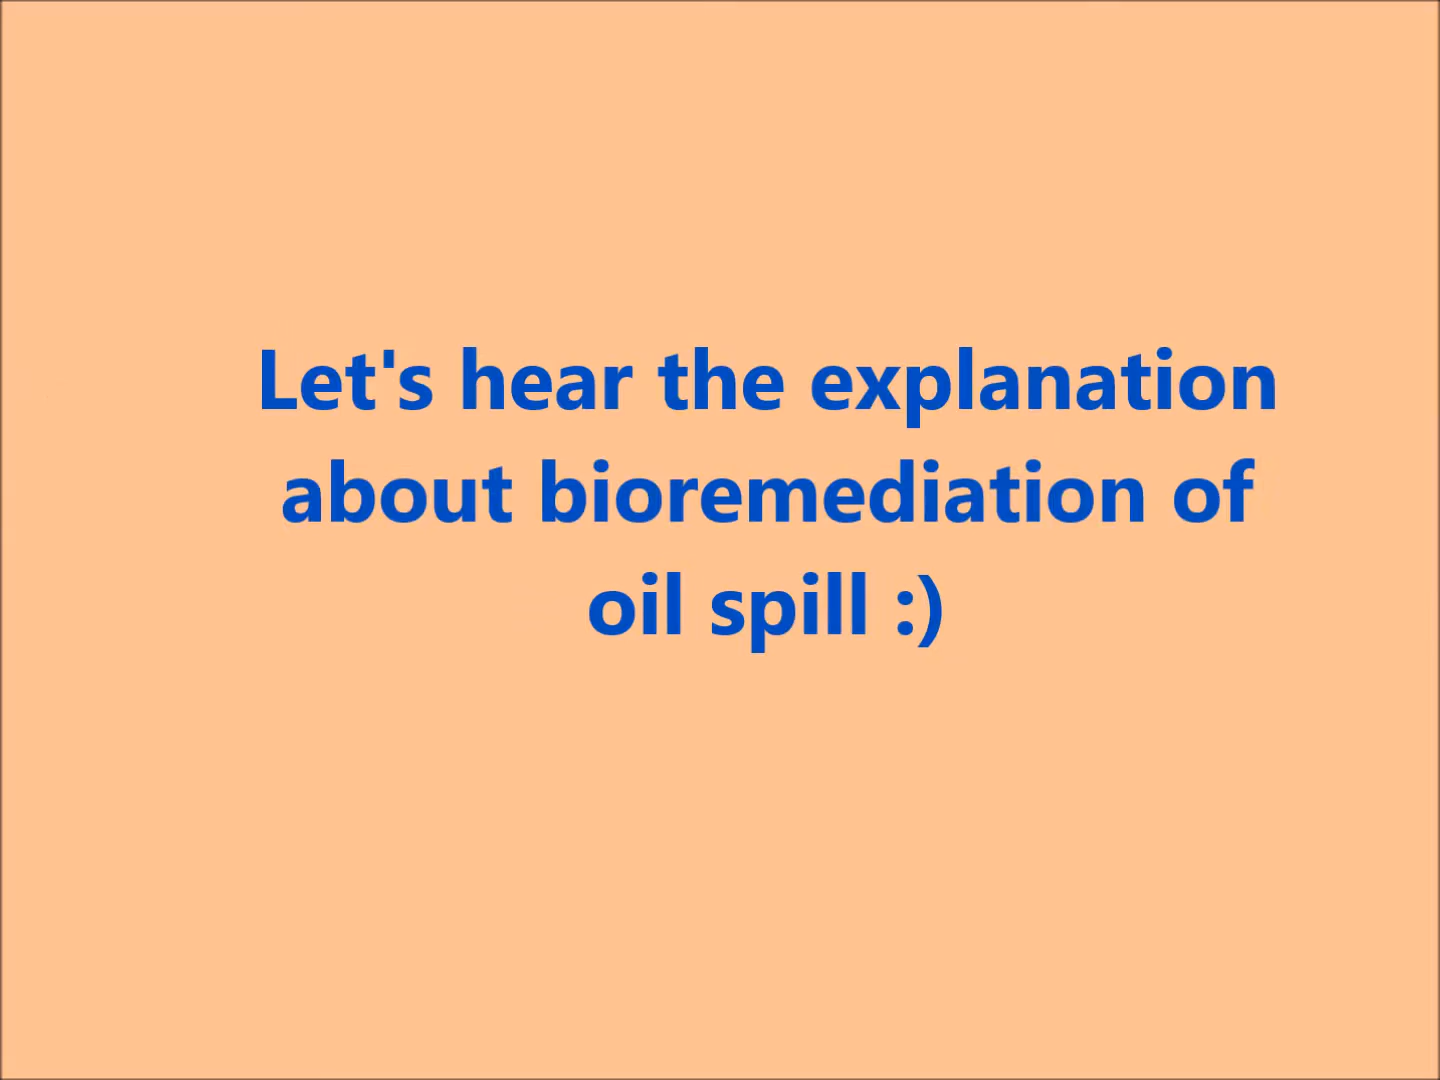 Let's hear the explanation
about bioremediation of
oil spill :)